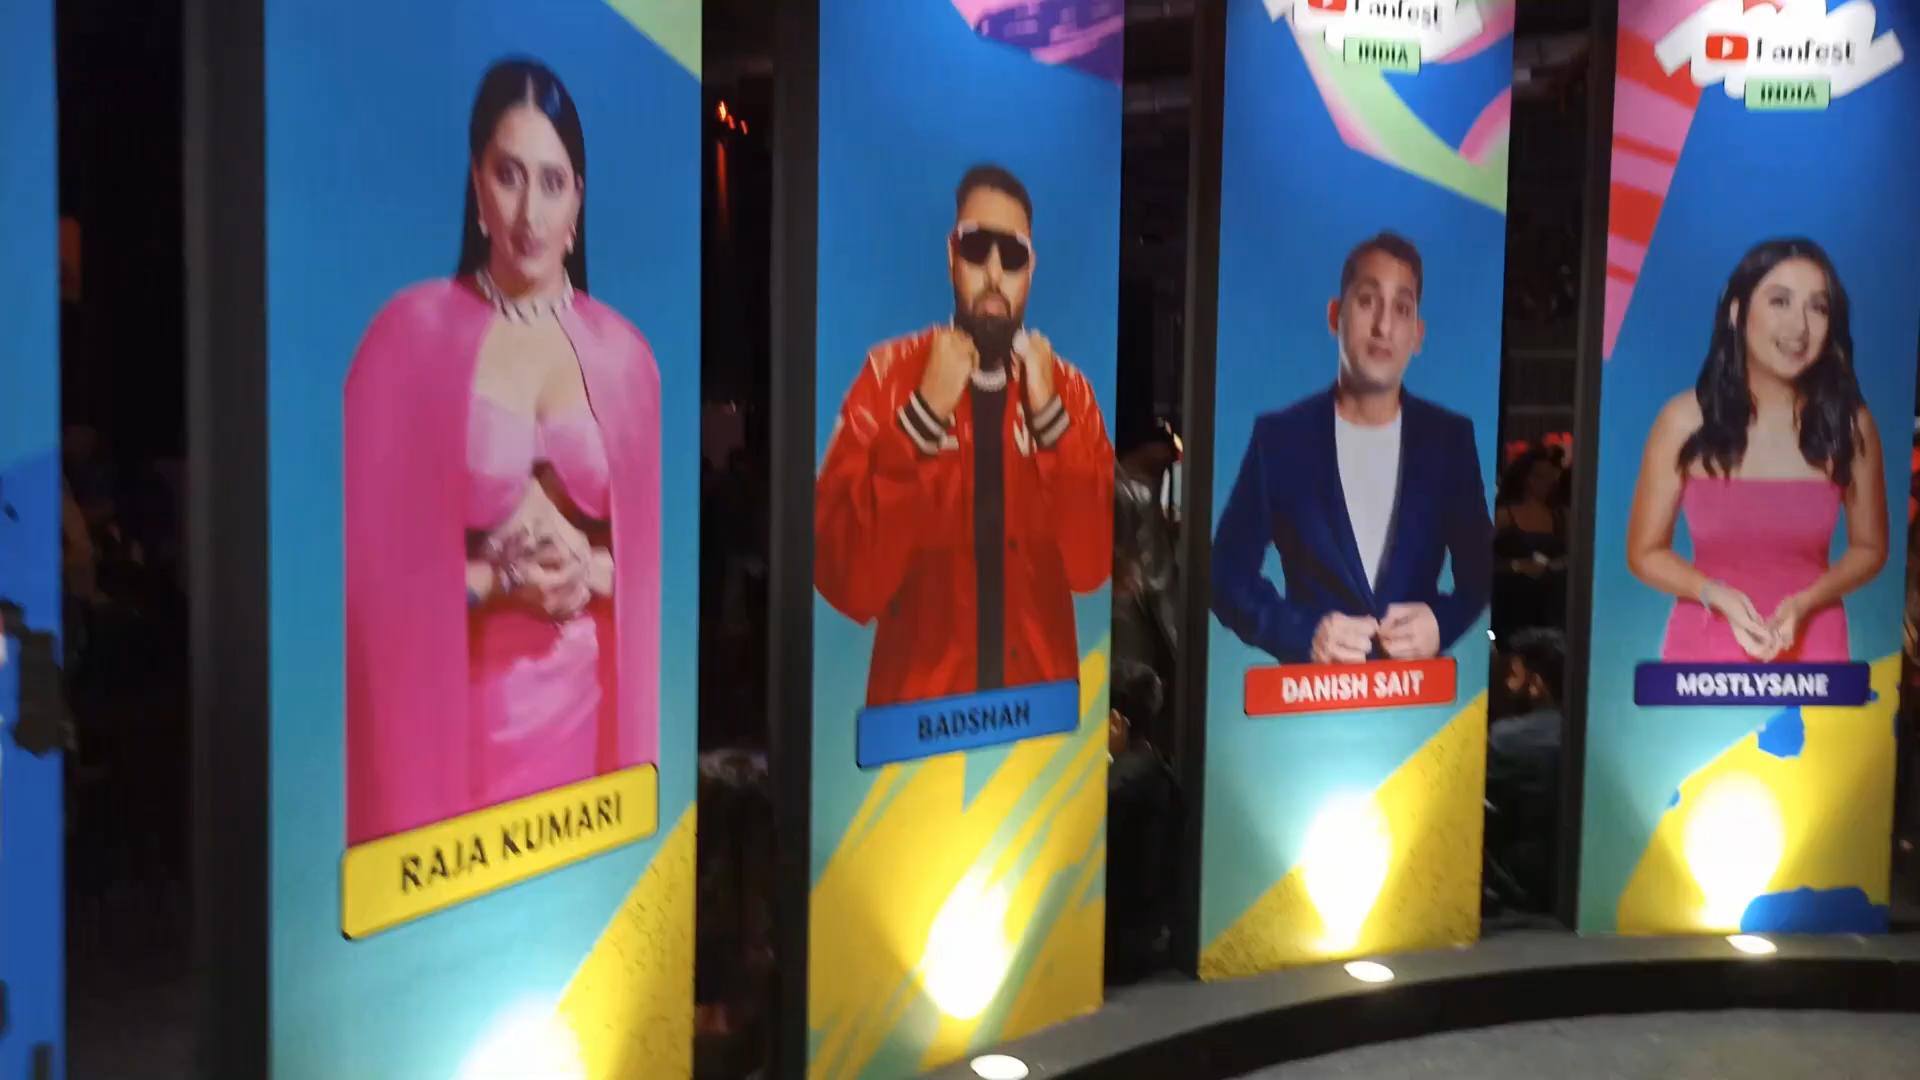 FanFest
INDIA
FanFest
INDIA
RAJA KUMARI
BADSHAH
DANISH SAIT
MOSTLYSANE